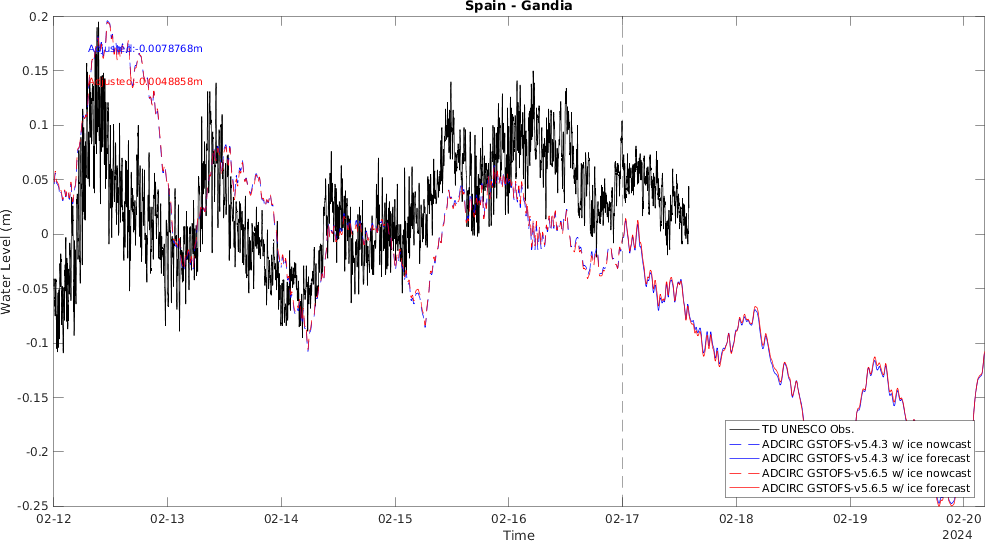 Spain - Gandia
0.2
0.15
0.1
0.05
0
-0.05
-0.1
-0.15
-0.2
-0.25
Water Level (m)
Adjusted:-0.0078768m
Adjusted:-0.0048858m
TD UNESCO Obs.
ADCIRC GSTOFS-v5.4.3 w/ ice nowcast
ADCIRC GSTOFS-v5.4.3 w/ ice forecast
ADCIRC GSTOFS-v5.6.5 w/ ice nowcast
ADCIRC GSTOFS-v5.6.5 w/ ice forecast
02-12 02-13 02-14 02-15 02-16 02-17 02-18 02-19 02-20
2024
Time